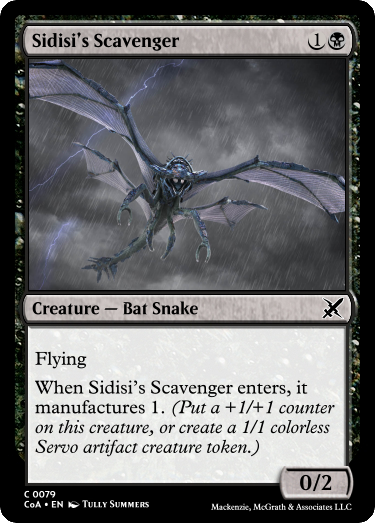 Sidisi's Scavenger 1
Creature — Bat Snake
Flying
When Sidisi's Scavenger enters, it
manufactures 1. (Put a +1/+1 counter
on this creature, or create a 1/1 colorless
Servo artifact creature token.)
0/2
C 0079
CoA • EN Tully Summers
Mackenzie, McGrath & Associates LLC